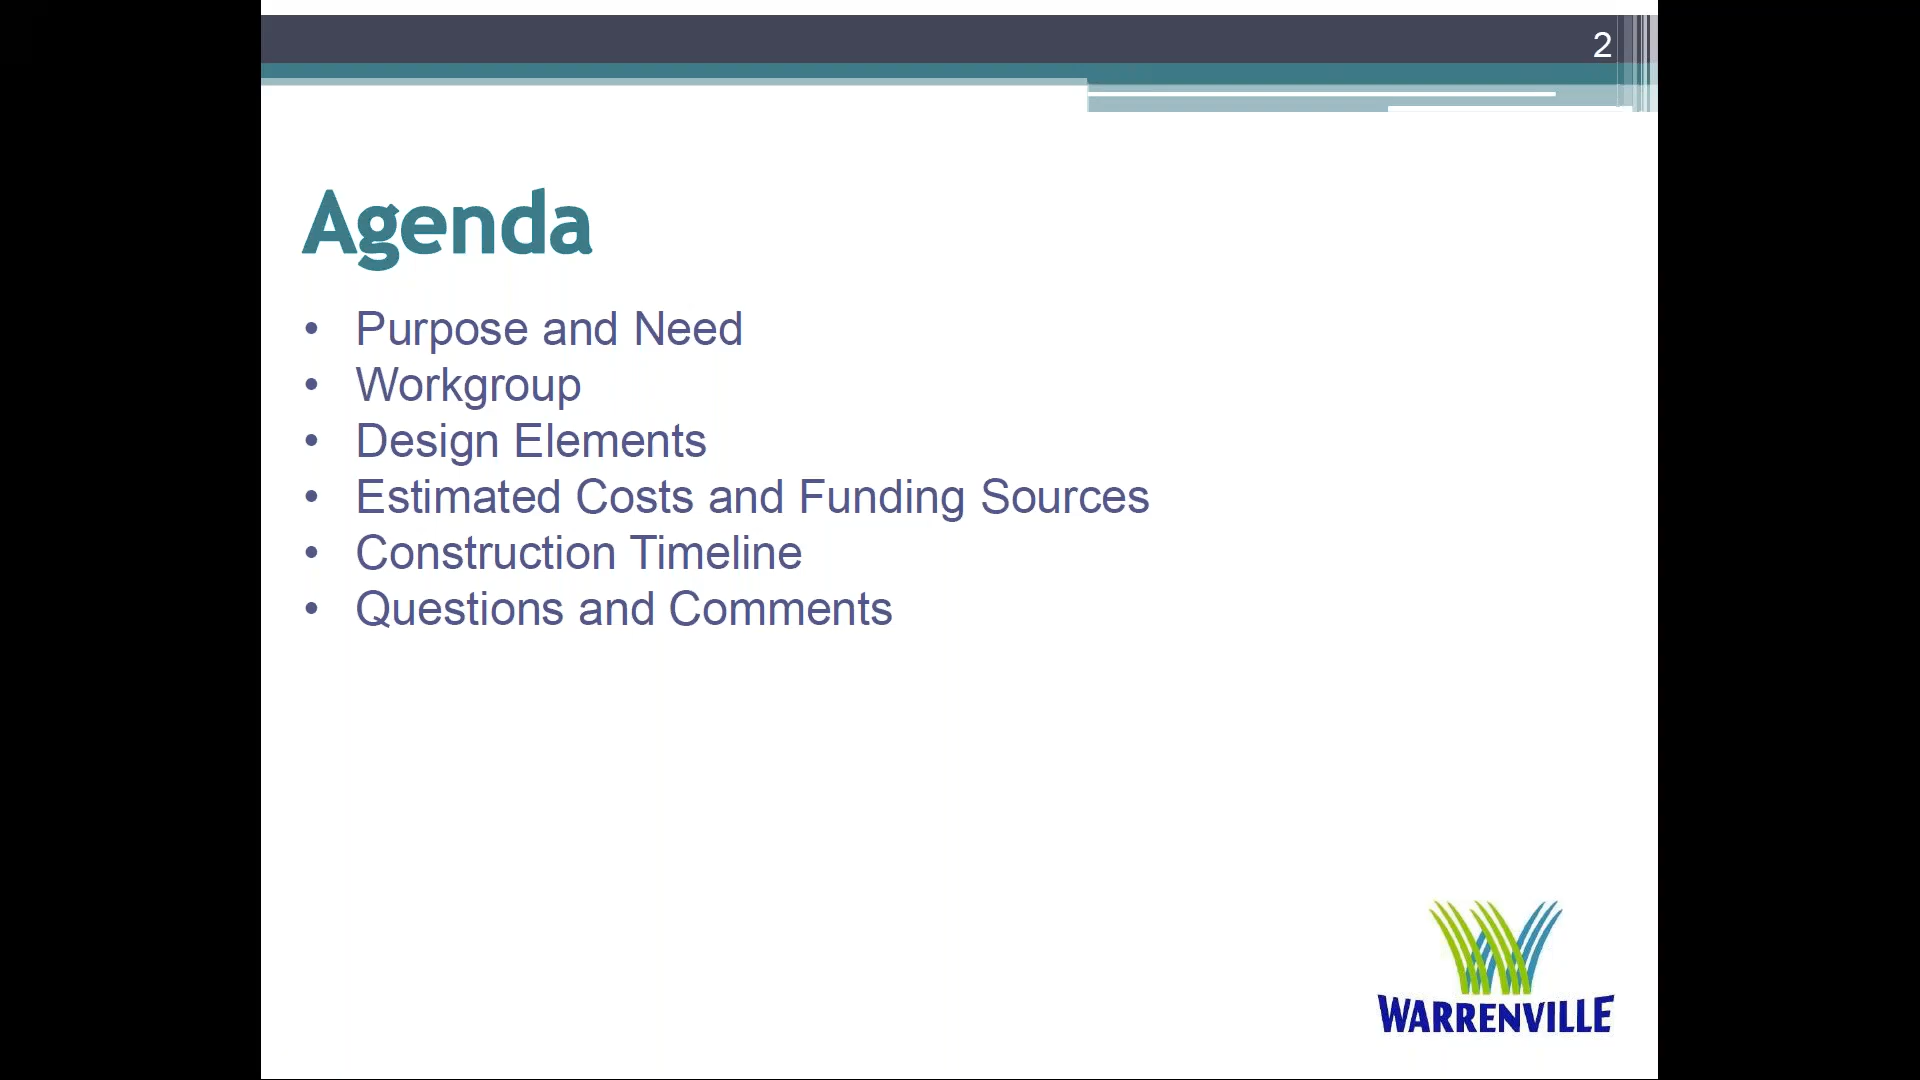 2
Agenda
• Purpose and Need
• Workgroup
• Design Elements
• Estimated Costs and Funding Sources
• Construction Timeline
• Questions and Comments
WARRENVILLE